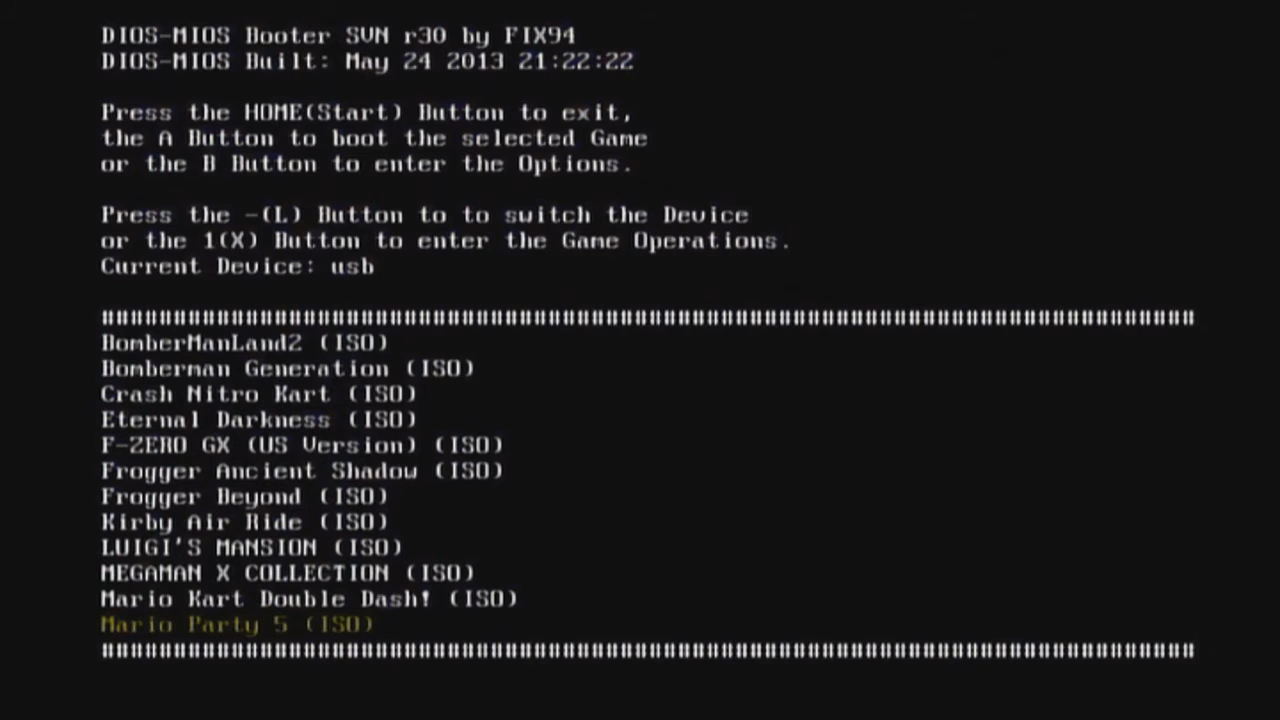 DIOS-MIOS Booter SVN r30 by FIX94
DIOS-MIOS Built: May 24 2013 21:22:22
Press the HOME(Start) Button to exit,
the A Button to boot the selected Game
or the B Button to enter the Options.
Press the -(L) Button to to switch the Device
or the 1(X) Button to enter the Game Operations.
Current Device: usb
############################################################################
BomberManLand2 (ISO)
Bomberman Generation (ISO)
Crash Nitro Kart (ISO)
Eternal Darkness (ISO)
F-ZERO GX (US Version) (ISO)
Frogger Ancient Shadow (ISO)
Frogger Beyond (ISO)
Kirby Air Ride (ISO)
LUIGI'S MANSION (ISO)
MEGAMAN X COLLECTION (ISO)
Mario Kart Double Dash! (ISO)
Mario Party 5 (ISO)
############################################################################